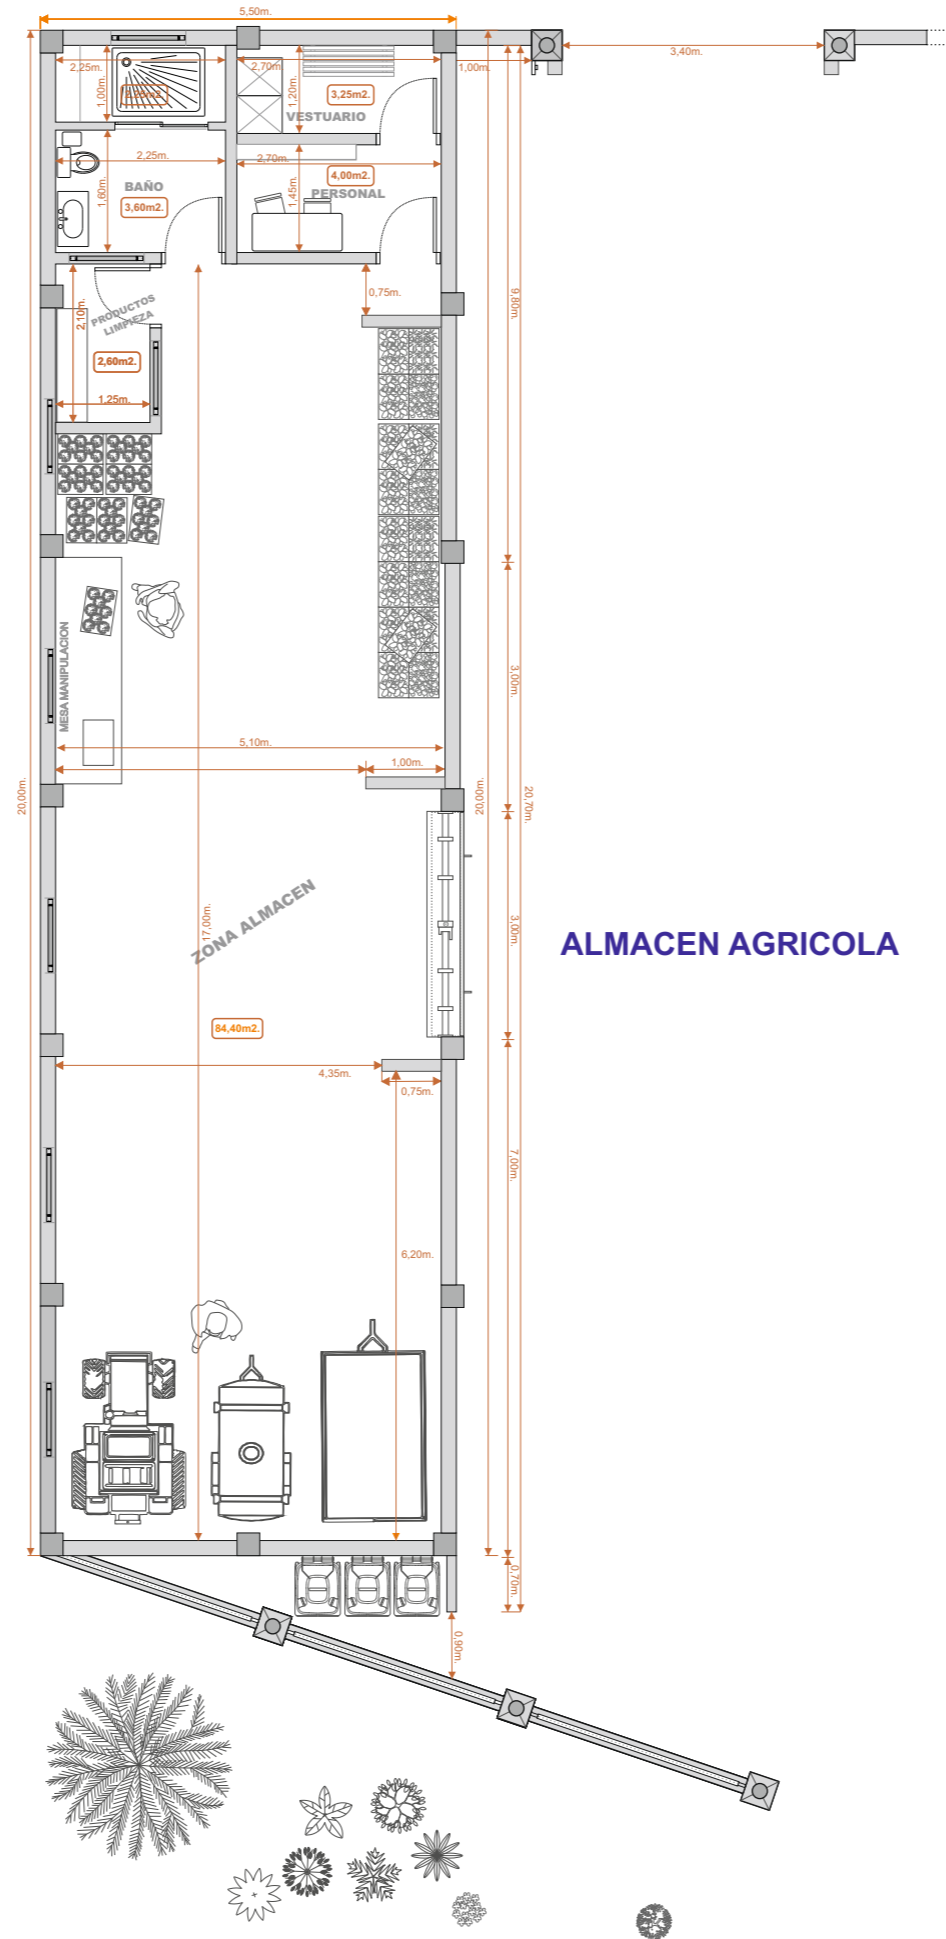 5,50m.
3,40m.
2,25m.
2,70m
1,00m.
1,00m.
1,20m.
3,25m2.
VESTUARIO
2,25m.
2,70m.
4,00m2.
PERSONAL
BAÑO
1,60m.
3,60m2.
1,45m.
0,75m.
9,80m.
2,10m.
PRODUCTOS
LIMPIEZA
2,60m2.
1,25m.
MESA MANIPULACION
3,00m.
5,10m.
1,00m.
20,00m.
20,00m.
20,70m.
17,00m.
ZONA ALMACEN
3,00m.
ALMACEN AGRICOLA
84,40m2.
4,35m.
0,75m.
7,00m.
6,20m.
0,70m.
0,90m.